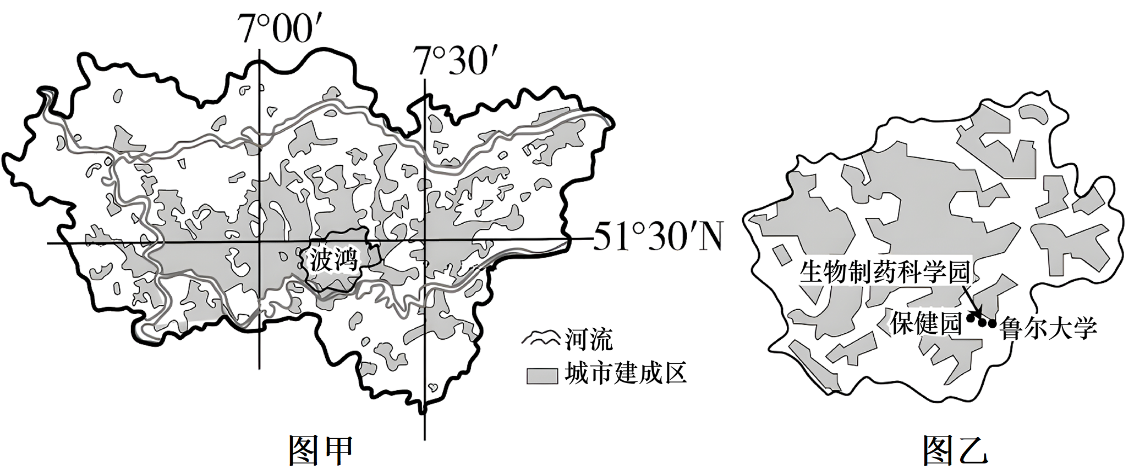 7°00′
7°30′
51°30′N
波鸿
河流
城市建成区
图甲
生物制药科学园
保健园
鲁尔大学
图乙